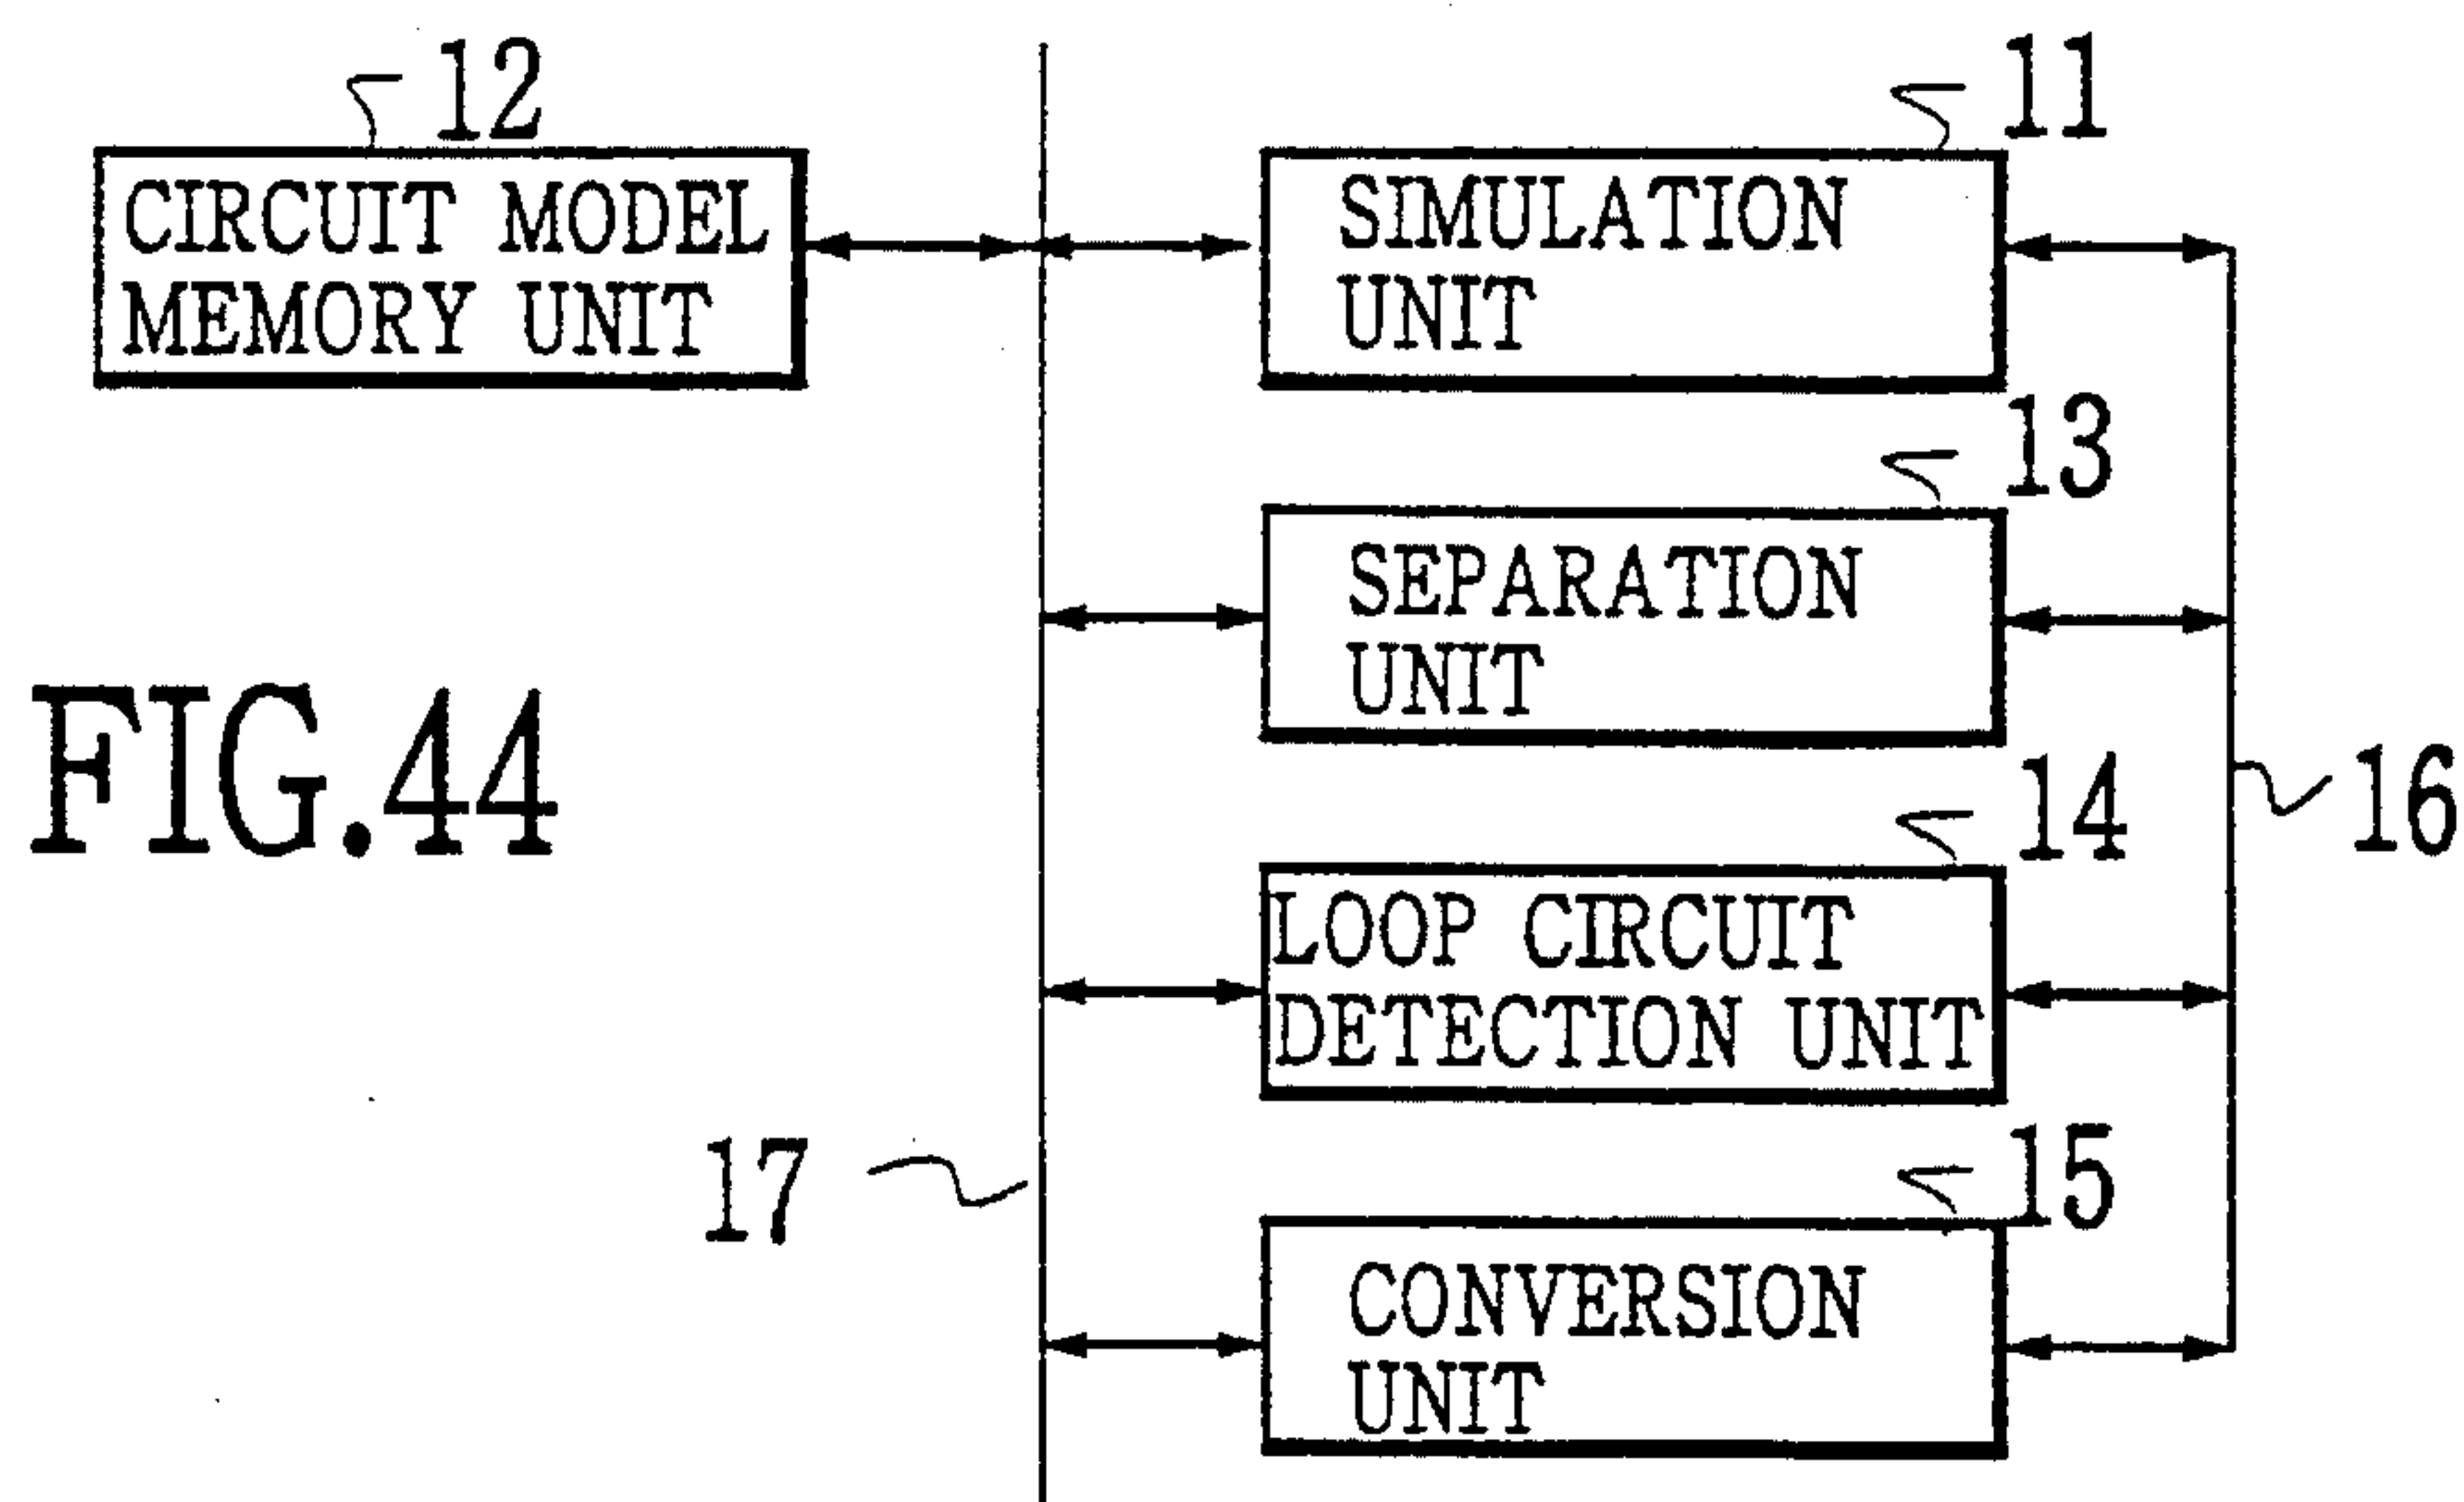 12
CIRCUIT MODEL
MEMORY UNIT
11
SIMULATION
UNIT
13
SEPARATION
UNIT
FIG.44
14
LOOP CIRCUIT
DETECTION UNIT
16
17
15
CONVERSION
UNIT